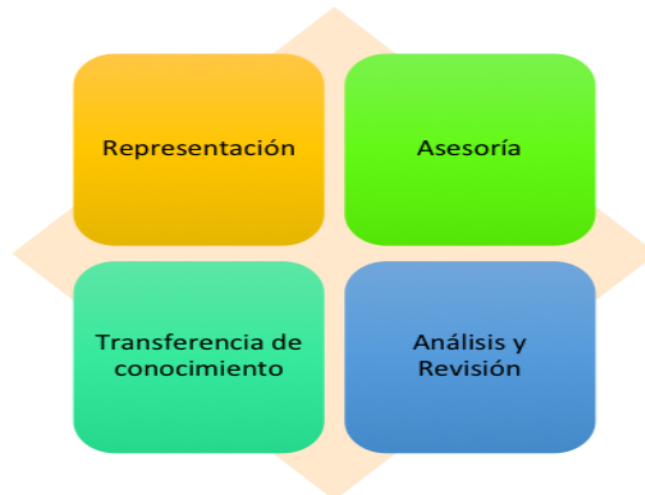 Representación
Asesoría
Transferencia de
conocimiento
Análisis y
Revisión